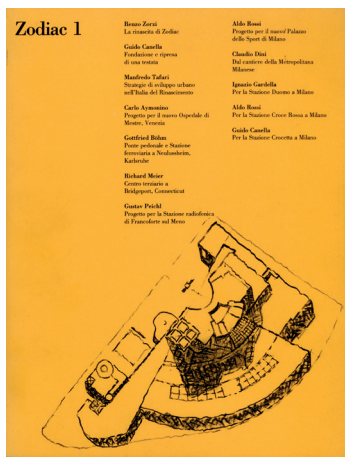 Zodiac 1
Renzo Zorzi
La rinascita di Zodiac
Guido Canella
Fondazione e ripresa
di una testata
Manfredo Tafuri
Strategie di sviluppo urbano
nell'Italia del Rinascimento
Carlo Aymonino
Progetto per il nuovo Ospedale di
Mestre, Venezia
Gottfried Böhm
Ponte pedonale e Stazione
ferroviaria a Neufossheim,
Karlsruhe
Richard Meier
Centro terziario a
Bridgeport, Connecticut
Gustav Peichl
Progetto per la Stazione radiofonica
di Francoforte sul Meno
Aldo Rossi
Progetto per il nuovo Palazzo
dello Sport di Milano
Claudio Dini
Dal cantiere della Metropolitana
Milanese
Ignazio Gardella
Per la Stazione Duomo a Milano
Aldo Rossi
Per la Stazione Croce Rossa a Milano
Guido Canella
Per la Stazione Crocetta a Milano